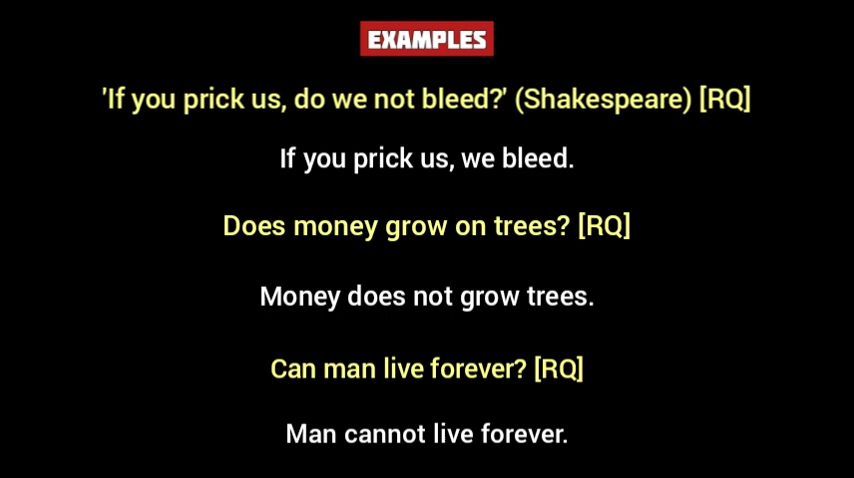 EXAMPLES
'If you prick us, do we not bleed?' (Shakespeare) [RQ]
If you prick us, we bleed.
Does money grow on trees? [RQ]
Money does not grow trees.
Can man live forever? [RQ]
Man cannot live forever.